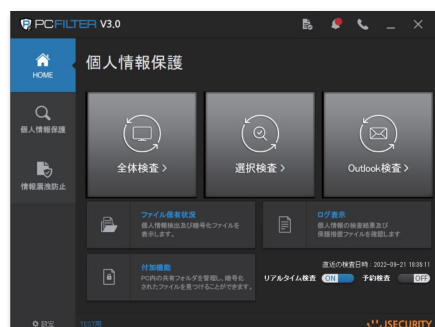 PCFILTER V3.0
HOME
個人情報保護
情報漏洩防止
設定
個人情報保護
全体検査 >
選択検査 >
Outlook検査 >
ファイル保有状況
個人情報検出及び暗号化ファイルを
表示します。
ログ表示
個人情報の検査結果及び
保護措置ファイルを確認します
付加機能
PC内の共有フォルダを管理し、暗号化
されたファイルを見つけることができます。
直近の検査日時 : 2022-09-21 18:35:11
リアルタイム検査 ON 予約検査 OFF
JSECURITY